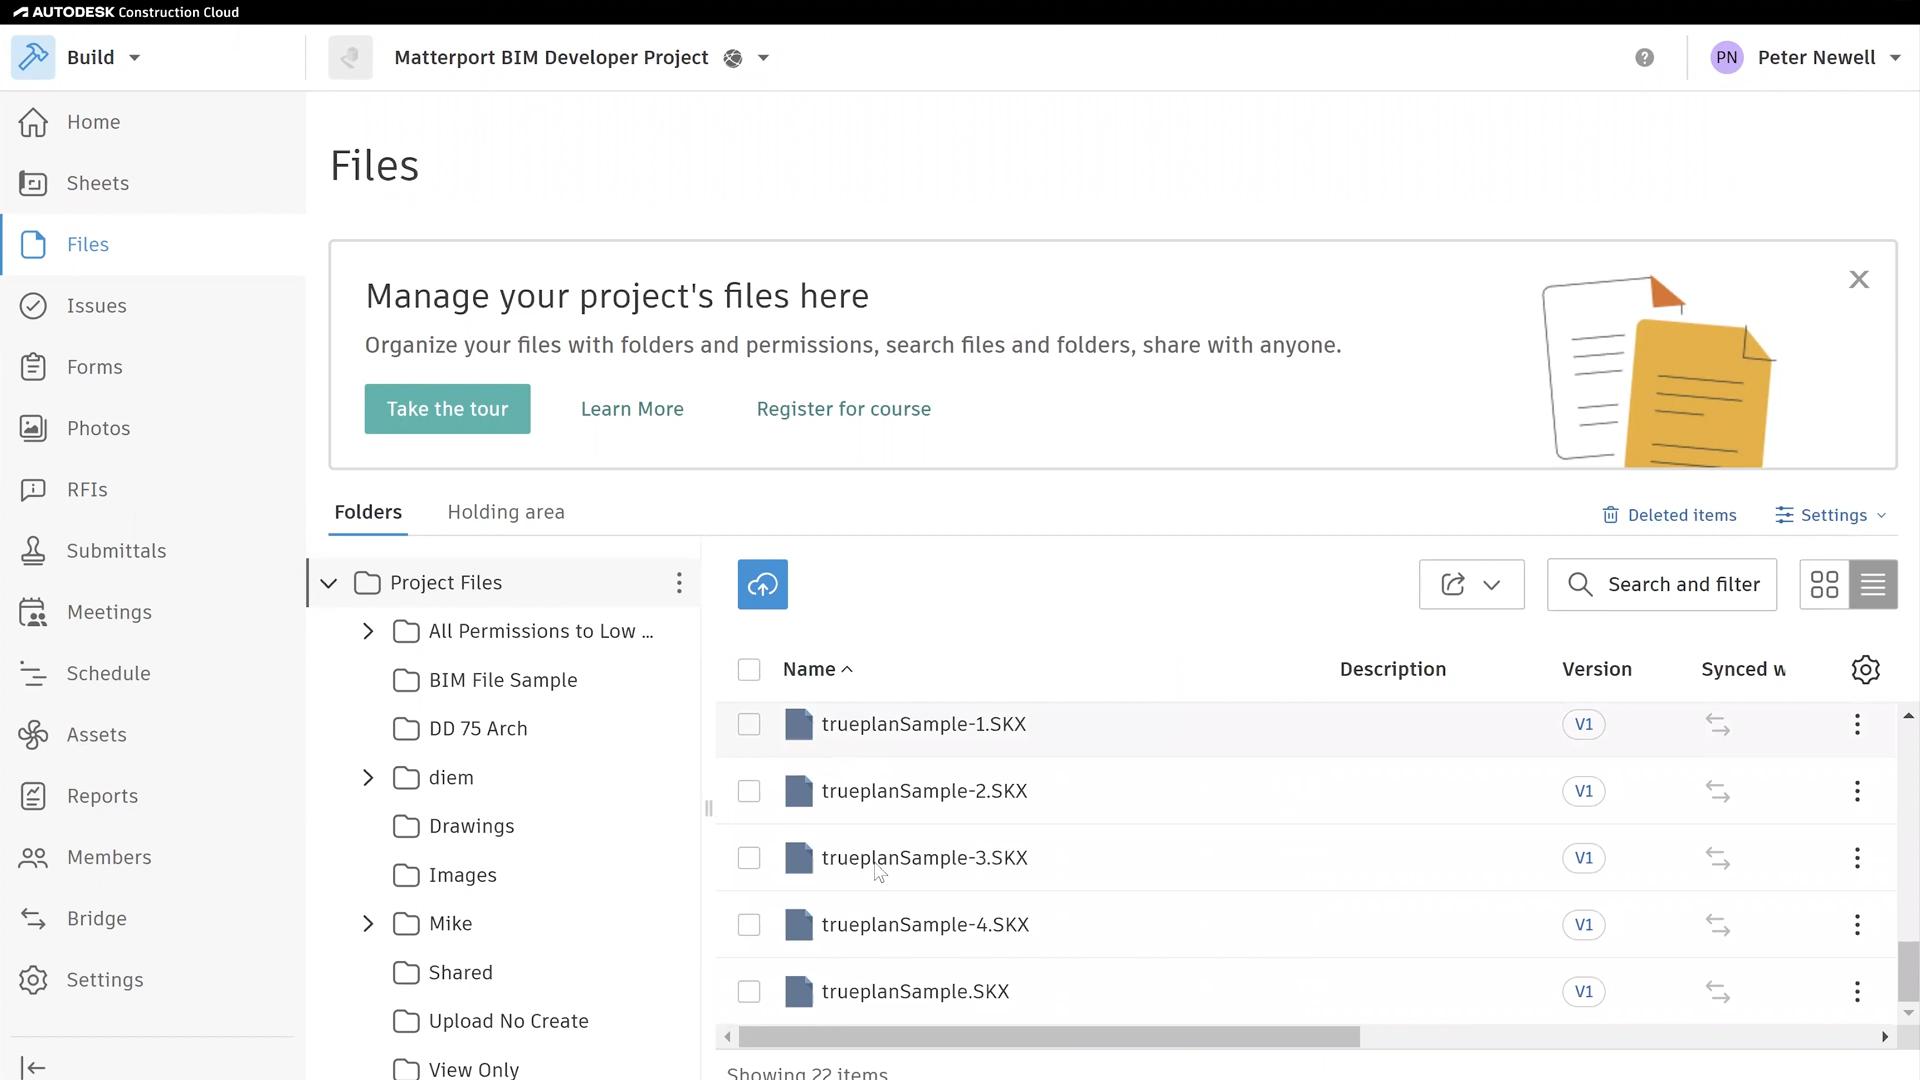 AUTODESK Construction Cloud
Build
Matterport BIM Developer Project
PN
Peter Newell
Home
Sheets
Files
Issues
Forms
Photos
RFIs
Submittals
Meetings
Schedule
Assets
Reports
Members
Bridge
Settings
Files
Manage your project's files here
Organize your files with folders and permissions, search files and folders, share with anyone.
Take the tour
Learn More
Register for course
Folders
Holding area
Deleted items
Settings
Project Files
All Permissions to Low ...
BIM File Sample
DD 75 Arch
diem
Drawings
Images
Mike
Shared
Upload No Create
View Only
Search and filter
Name
Description
Version
Synced w
trueplanSample-1.SKX
V1
trueplanSample-2.SKX
V1
trueplanSample-3.SKX
V1
trueplanSample-4.SKX
V1
trueplanSample.SKX
V1
Showing 22 items